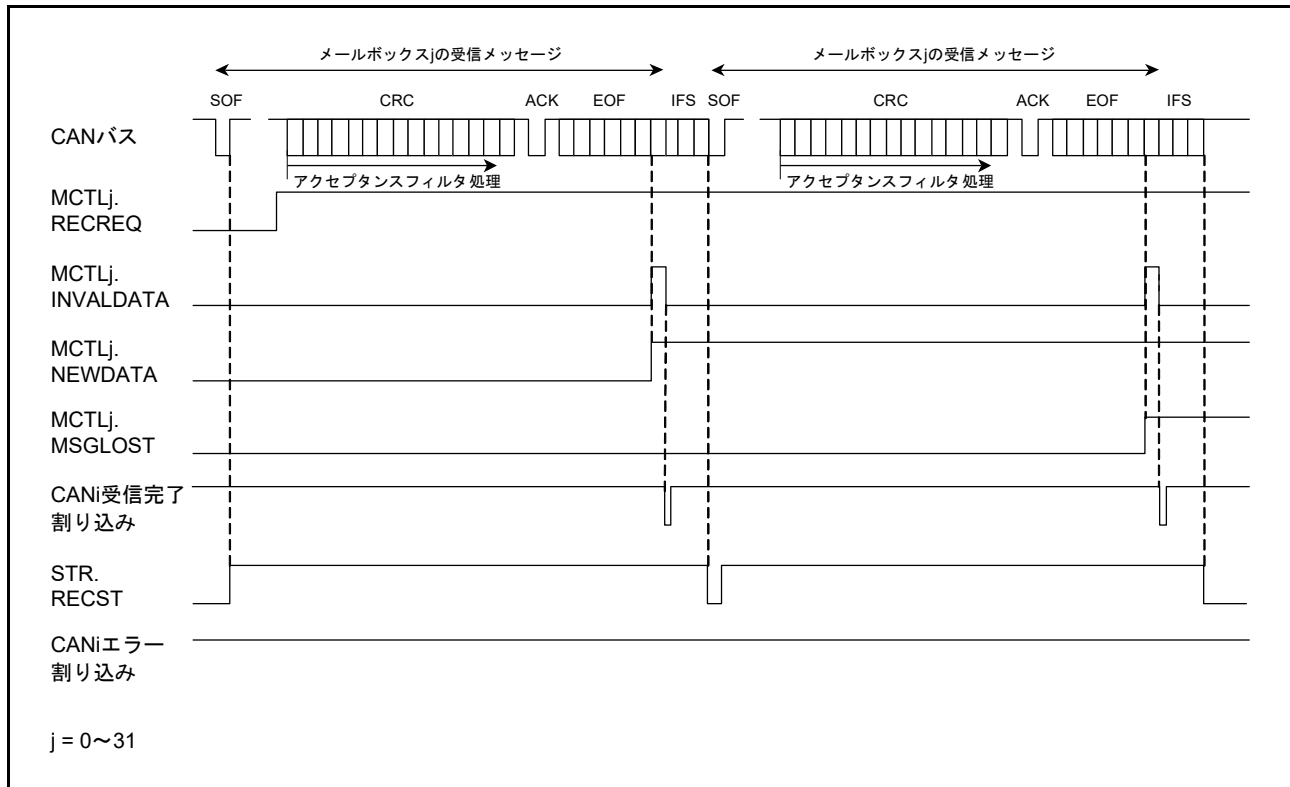 メールボックスjの受信メッセージ メールボックスjの受信メッセージ
SOF CRC ACK EOF IFS SOF CRC ACK EOF IFS
CANバス
アクセプタンスフィルタ処理 アクセプタンスフィルタ処理
MCTLj.
RECREQ
MCTLj.
INVALDATA
MCTLj.
NEWDATA
MCTLj.
MSGLOST
CANi受信完了
割り込み
STR.
RECST
CANiエラー
割り込み
j = 0～31